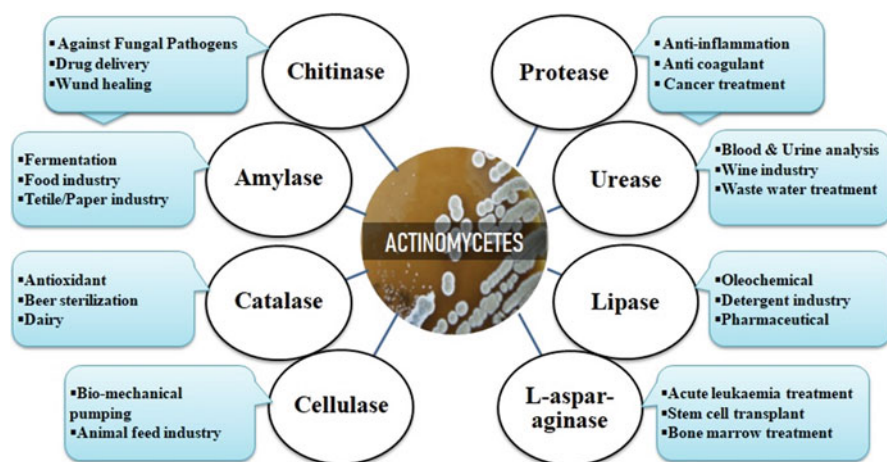 ▪Against Fungal Pathogens
▪Drug delivery
▪Wund healing
Chitinase
Protease
▪Anti-inflammation
▪Anti coagulant
▪Cancer treatment
▪Fermentation
▪Food industry
▪Tetile/Paper industry
Amylase
Urease
▪Blood & Urine analysis
▪Wine industry
▪Waste water treatment
ACTINOMYCETES
▪Antioxidant
▪Beer sterilization
▪Dairy
Catalase
Lipase
▪Oleochemical
▪Detergent industry
▪Pharmaceutical
▪Bio-mechanical
pumping
▪Animal feed industry
Cellulase
L-aspar-
aginase
▪Acute leukaemia treatment
▪Stem cell transplant
▪Bone marrow treatment